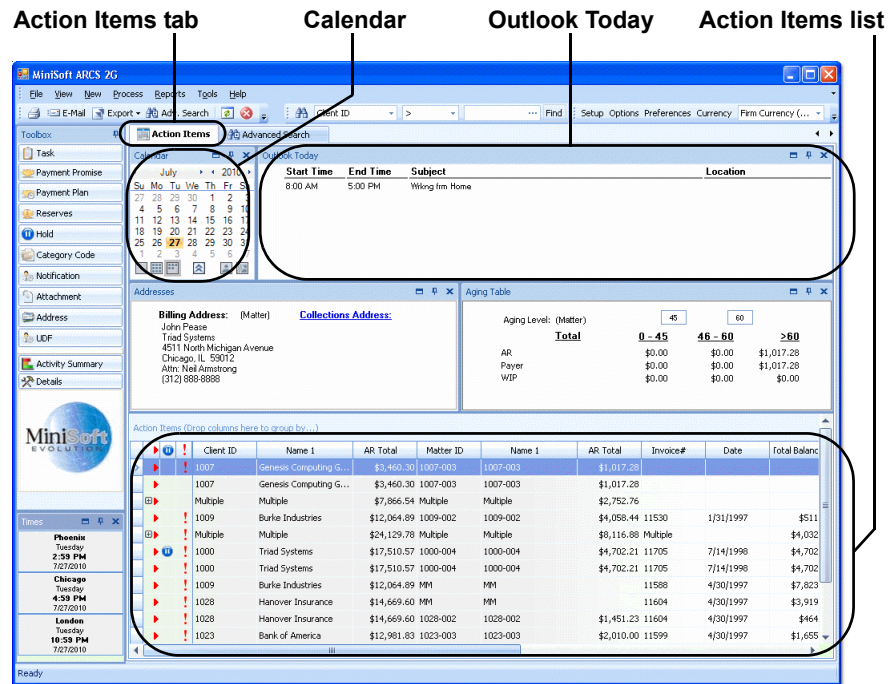 Action Items tab Calendar Outlook Today Action Items list
MiniSoft ARCS 2G
File View New Process Reports Tools Help
E-Mail Export Adv. Search Client ID > ... Find Setup Options Preferences Currency Firm Currency (...
Toolbox
Action Items Advanced Search
Task
Payment Promise
Payment Plan
Reserves
Hold
Category Code
Notification
Attachment
Address
UDF
Activity Summary
Details
MiniSoft
EVOLUTION
Times
Phoenix
Tuesday
2:59 PM
7/27/2010
Chicago
Tuesday
4:59 PM
7/27/2010
London
Tuesday
10:59 PM
7/27/2010
Calendar
July 2010
Su Mo Tu We Th Fr
27 28 29 30 1 2 3
4 5 6 7 8 9 10
11 12 13 14 15 16 17
18 19 20 21 22 23 24
25 26 27 28 29 30 31
1 2 3 4 5 6 7
Outlook Today
Start Time End Time Subject Location
8:00 AM 5:00 PM Wrkng frm Home
Addresses
Billing Address: (Matter) Collections Address:
John Pease
Triad Systems
4511 North Michigan Avenue
Chicago, IL 59012
Attn: Neil Armstrong
(312) 888-8888
Aging Table
Aging Level: (Matter) 45 60
Total 0 - 45 46 - 60 >60
AR $0.00 $0.00 $1,017.28
Payer $0.00 $0.00 $1,017.28
WIP $0.00 $0.00 $0.00
Action Items (Drop columns here to group by...)
! Client ID Name 1 AR Total Matter ID Name 1 AR Total Invoice# Date Total Balanc
! 1007 Genesis Computing G... $3,460.30 1007-003 1007-003 $1,017.28
1007 Genesis Computing G... $3,460.30 1007-003 1007-003 $1,017.28
Multiple Multiple $7,866.54 Multiple Multiple $2,752.76
! 1009 Burke Industries $12,064.89 1009-002 1009-002 $4,058.44 11530 1/31/1997 $511
! Multiple Multiple $24,129.78 Multiple Multiple $8,116.88 Multiple $4,032
! 1000 Triad Systems $17,510.57 1000-004 1000-004 $4,702.21 11705 7/14/1998 $4,702
! 1000 Triad Systems $17,510.57 1000-004 1000-004 $4,702.21 11705 7/14/1998 $4,702
! 1009 Burke Industries $12,064.89 MM MM 11588 4/30/1997 $7,823
! 1028 Hanover Insurance $14,669.60 MM MM 11604 4/30/1997 $3,919
! 1028 Hanover Insurance $14,669.60 1028-002 1028-002 $1,451.23 11604 4/30/1997 $464
! 1023 Bank of America $12,981.83 1023-003 1023-003 $2,010.00 11599 4/30/1997 $1,655
Ready